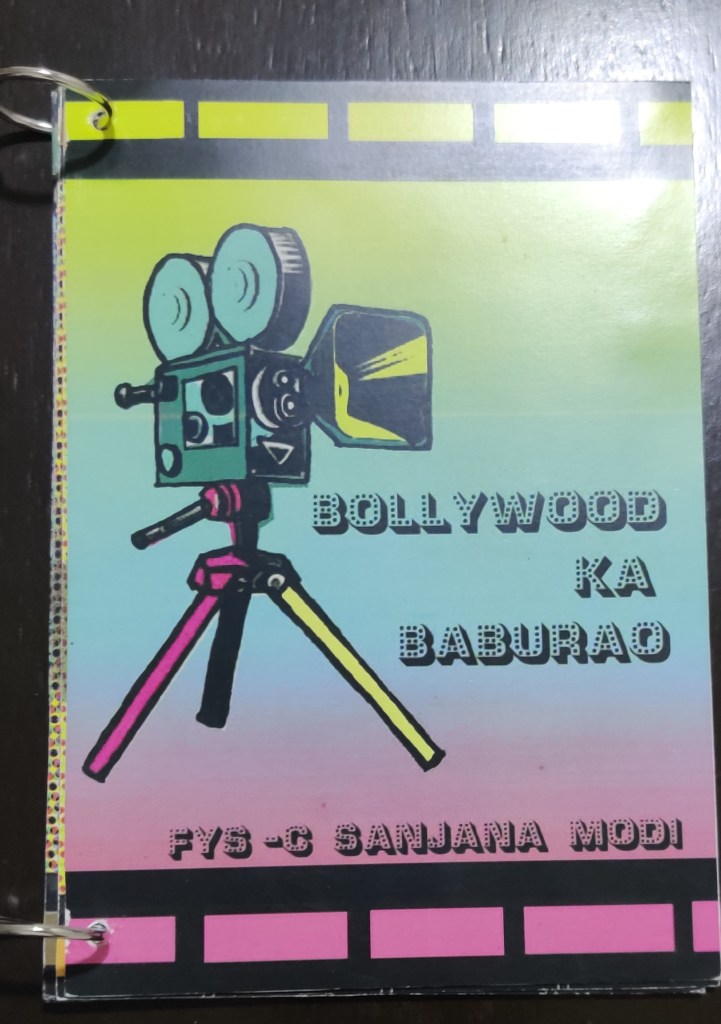 BOLLYWOOD
KA
BABURAO
FYS -C SANJANA MODI